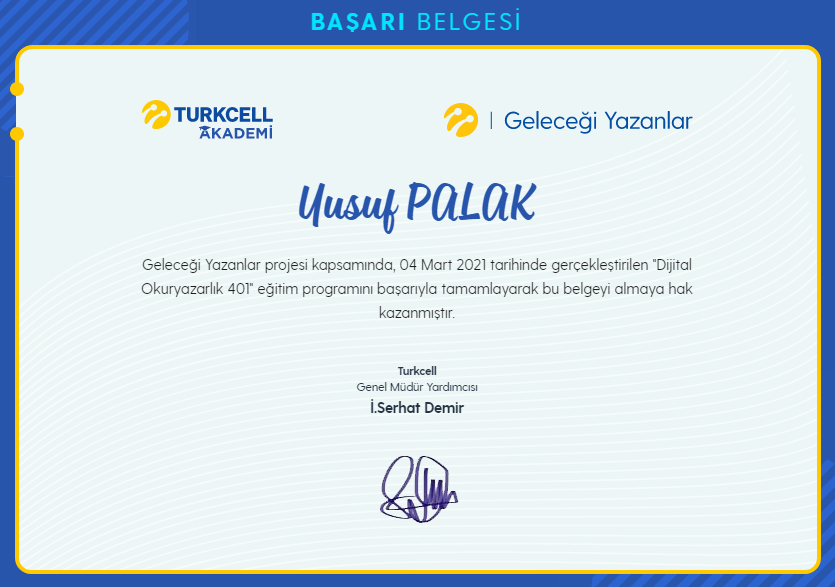 BAŞARI BELGESİ
TURKCELL
AKADEMİ
Geleceği Yazanlar
Yusuf PALAK
Geleceği Yazanlar projesi kapsamında, 04 Mart 2021 tarihinde gerçekleştirilen "Dijital
Okuryazarlık 401" eğitim programını başarıyla tamamlayarak bu belgeyi almaya hak
kazanmıştır.
Turkcell
Genel Müdür Yardımcısı
İ.Serhat Demir